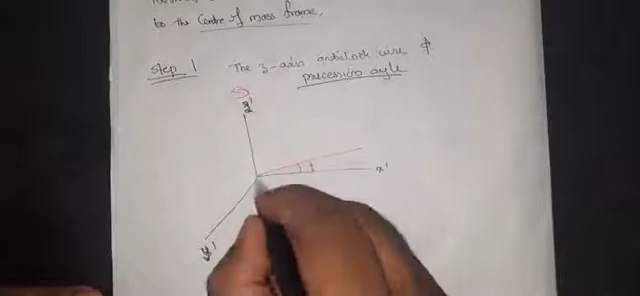 to the Centre of mass frame.
Step 1 The z-axis anticlock wise ϕ
precession angle
z'
x'
y'